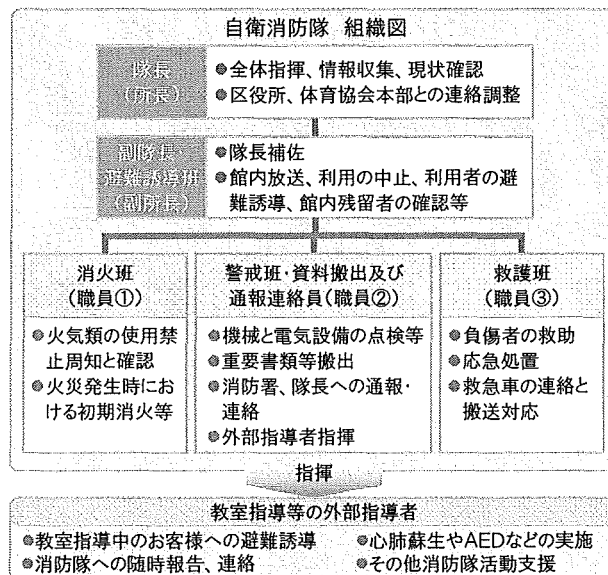 自衛消防隊 組織図
隊長
(所長)
●全体指揮、情報収集、現状確認
●区役所、体育協会本部との連絡調整
副隊長
避難誘導班
(副所長)
●隊長補佐
●館内放送、利用の中止、利用者の避
難誘導、館内残留者の確認等
消火班
(職員①)
●火気類の使用禁
止周知と確認
●火災発生時にお
ける初期消火等
警戒班・資料搬出及び
通報連絡員(職員②)
●機械と電気設備の点検等
●重要書類等搬出
●消防署、隊長への通報・
連絡
●外部指導者指揮
救護班
(職員③)
●負傷者の救助
●応急処置
●救急車の連絡と
搬送対応
指揮
教室指導等の外部指導者
●教室指導中のお客様への避難誘導
●消防隊への随時報告、連絡
●心肺蘇生やAEDなどの実施
●その他消防隊活動支援